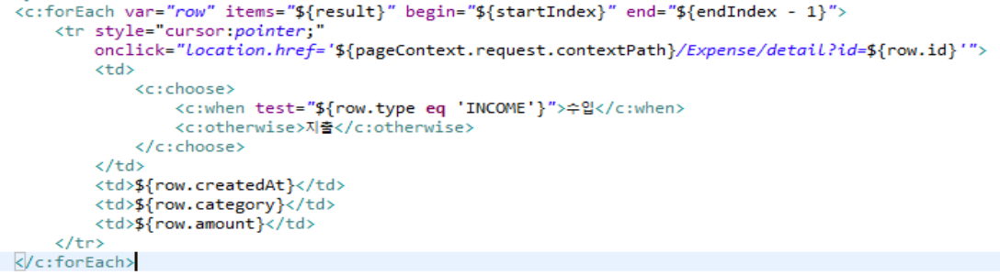 <c:forEach var="row" items="${result}" begin="${startIndex}" end="${endIndex - 1}">
    <tr style="cursor:pointer;"
        onclick="location.href='${pageContext.request.contextPath}/Expense/detail?id=${row.id}'">
        <td>
            <c:choose>
                <c:when test="${row.type eq 'INCOME'}">수입</c:when>
                <c:otherwise>지출</c:otherwise>
            </c:choose>
        </td>
        <td>${row.createdAt}</td>
        <td>${row.category}</td>
        <td>${row.amount}</td>
    </tr>
</c:forEach>